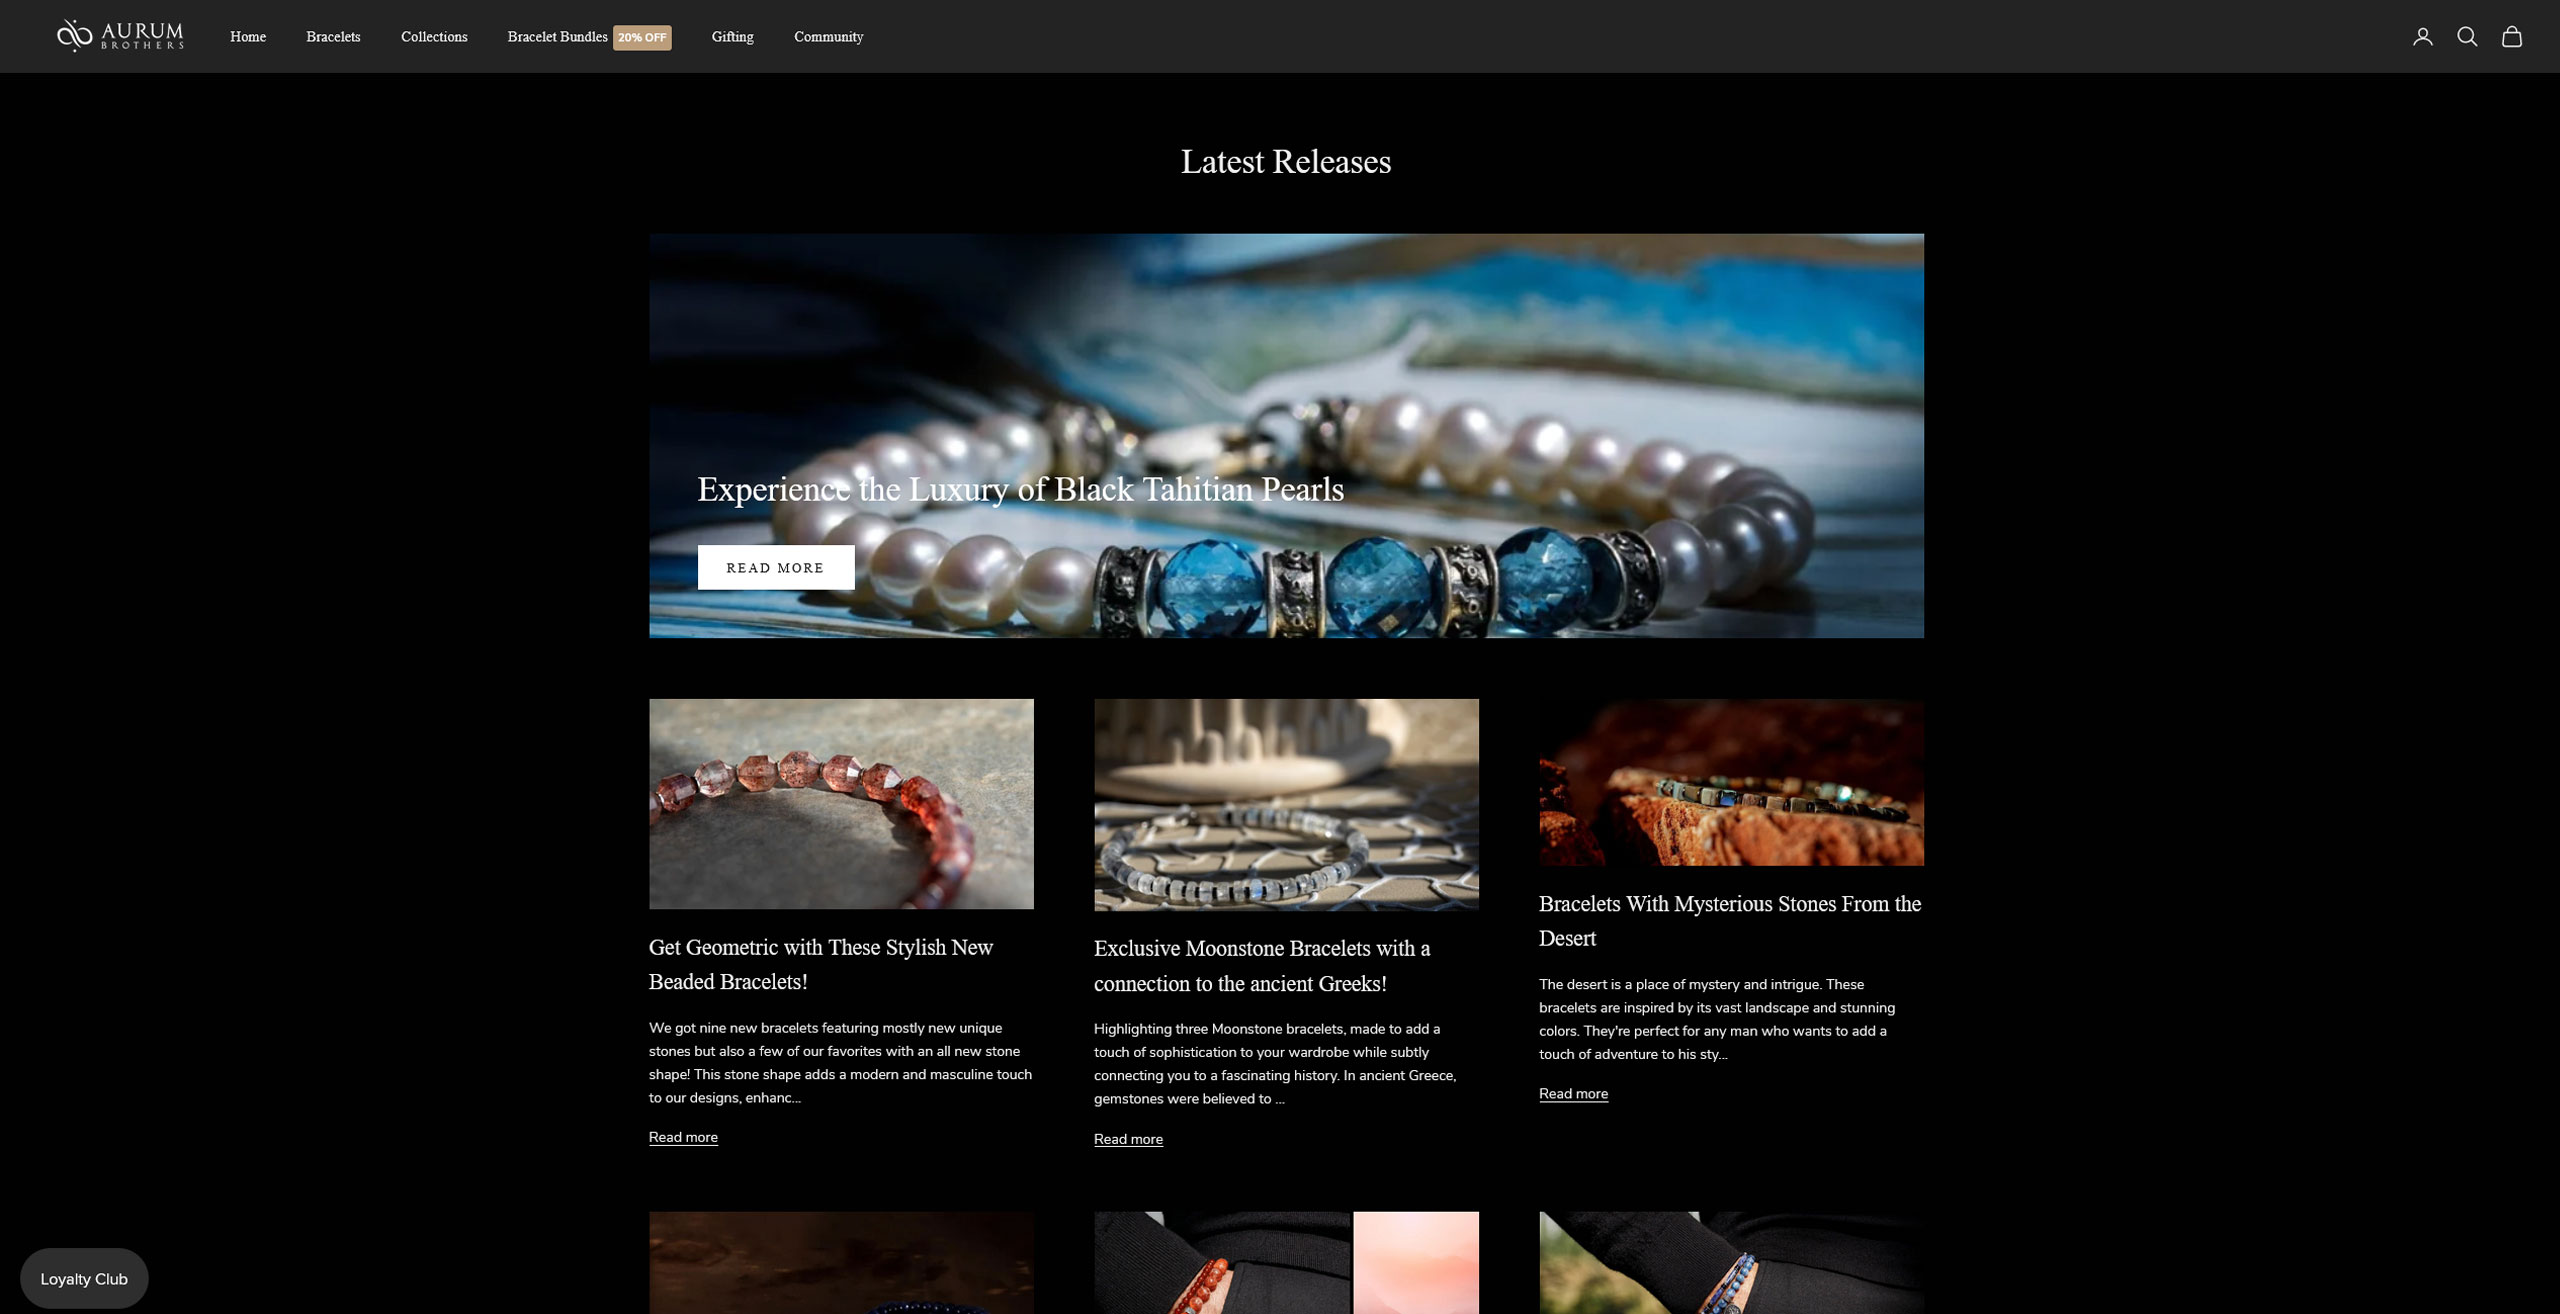 AURUM
BROTHERS
Home
Bracelets
Collections
Bracelet Bundles
20% OFF
Gifting
Community
Latest Releases
Experience the Luxury of Black Tahitian Pearls
READ MORE
Get Geometric with These Stylish New
Beaded Bracelets!
We got nine new bracelets featuring mostly new unique
stones but also a few of our favorites with an all new stone
shape! This stone shape adds a modern and masculine touch
to our designs, enhanc...
Read more
Exclusive Moonstone Bracelets with a
connection to the ancient Greeks!
Highlighting three Moonstone bracelets, made to add a
touch of sophistication to your wardrobe while subtly
connecting you to a fascinating history. In ancient Greece,
gemstones were believed to ...
Read more
Bracelets With Mysterious Stones From the
Desert
The desert is a place of mystery and intrigue. These
bracelets are inspired by its vast landscape and stunning
colors. They're perfect for any man who wants to add a
touch of adventure to his sty...
Read more
Loyalty Club